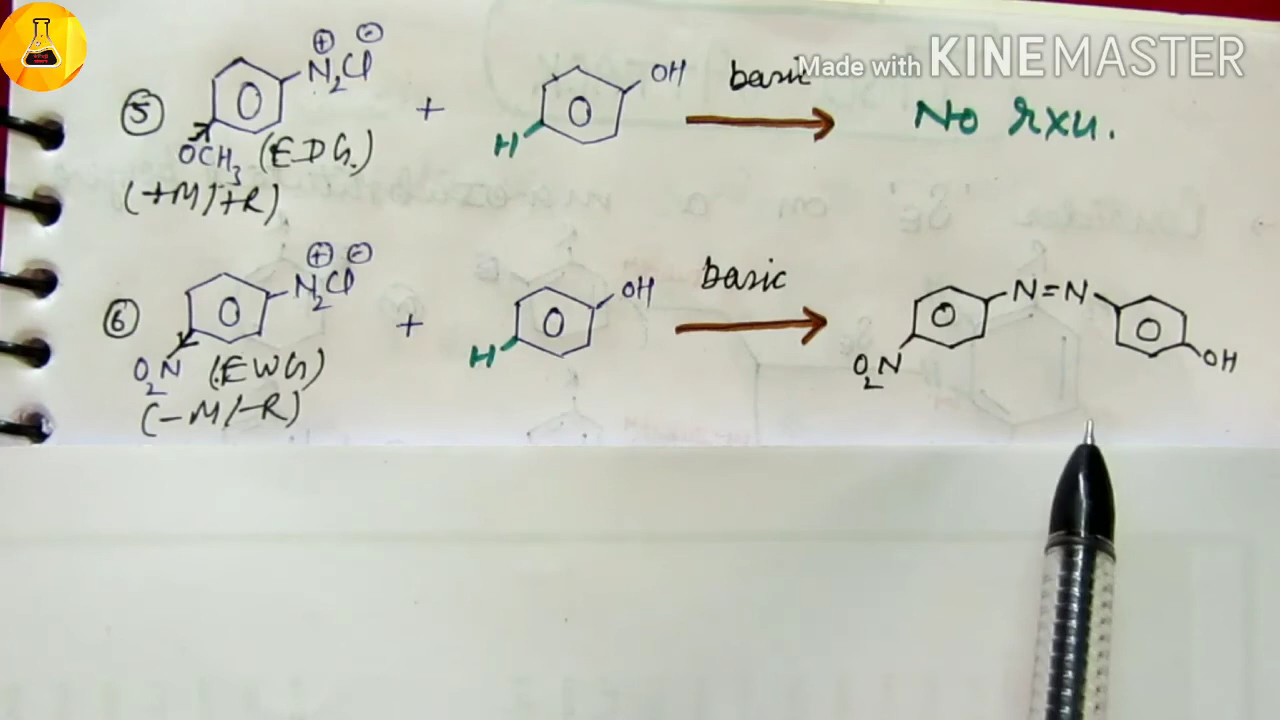 Made with KINEMASTER
⑤ N₂Cl ⊕ ⊖ + OH basic No rxn.
H
OCH₃ (EDG.)
(+M/+R)
⑥ N₂Cl ⊕ ⊖ + OH basic N=N
H OH
O₂N (EWG) O₂N
(-M/-R)